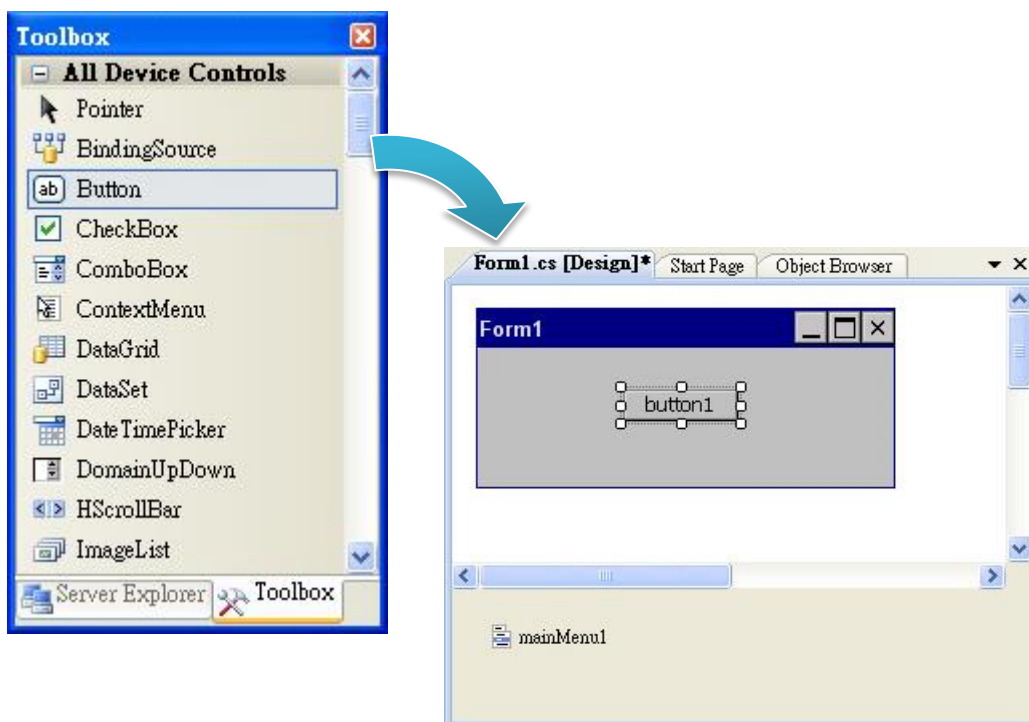 Toolbox
All Device Controls
Pointer
BindingSource
ab Button
CheckBox
ComboBox
ContextMenu
DataGrid
DataSet
DateTimePicker
DomainUpDown
HScrollBar
ImageList
Server Explorer Toolbox
Form1.cs [Design]* Start Page Object Browser
Form1
button1
mainMenu1